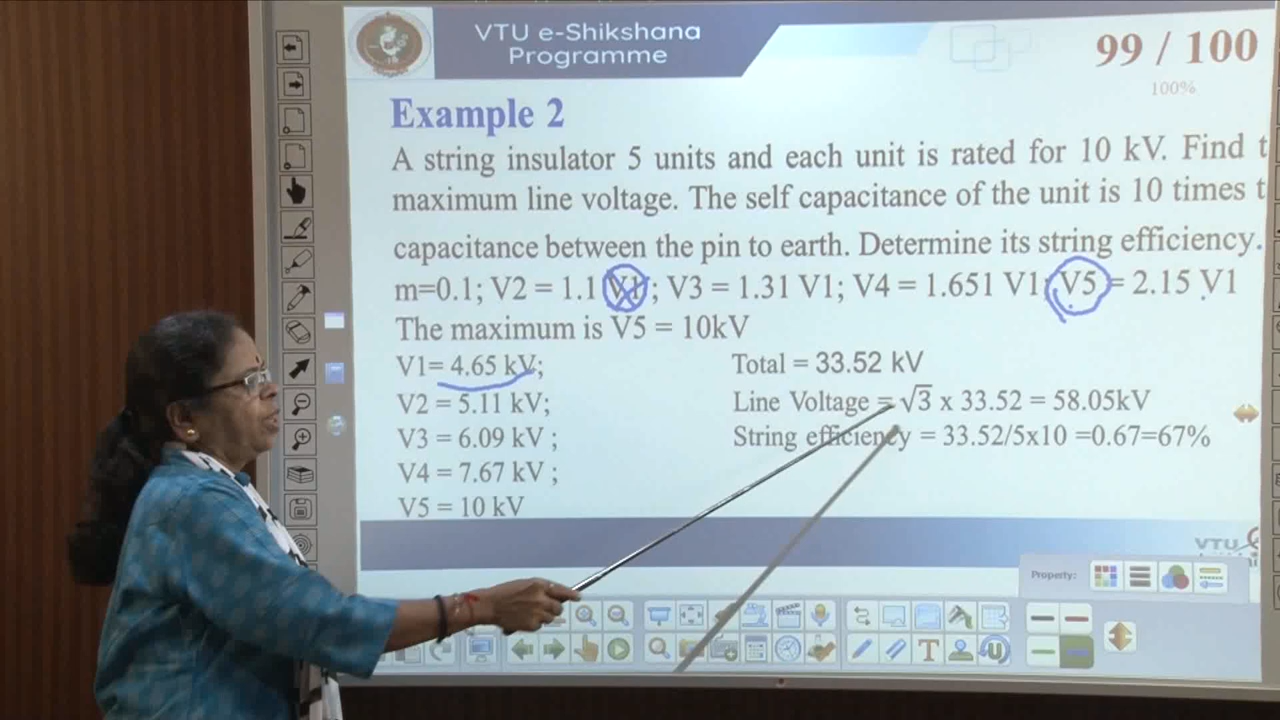 VTU e-Shikshana
Programme
99 / 100
100%
Example 2
A string insulator 5 units and each unit is rated for 10 kV. Find t
maximum line voltage. The self capacitance of the unit is 10 times t
capacitance between the pin to earth. Determine its string efficiency.
m=0.1; V2 = 1.1 V1; V3 = 1.31 V1; V4 = 1.651 V1; V5 = 2.15 V1
The maximum is V5 = 10kV
V1= 4.65 kV;
V2 = 5.11 kV;
V3 = 6.09 kV ;
V4 = 7.67 kV ;
V5 = 10 kV
Total = 33.52 kV
Line Voltage = √3 x 33.52 = 58.05kV
String efficiency = 33.52/5x10 =0.67=67%
VTU
Property: